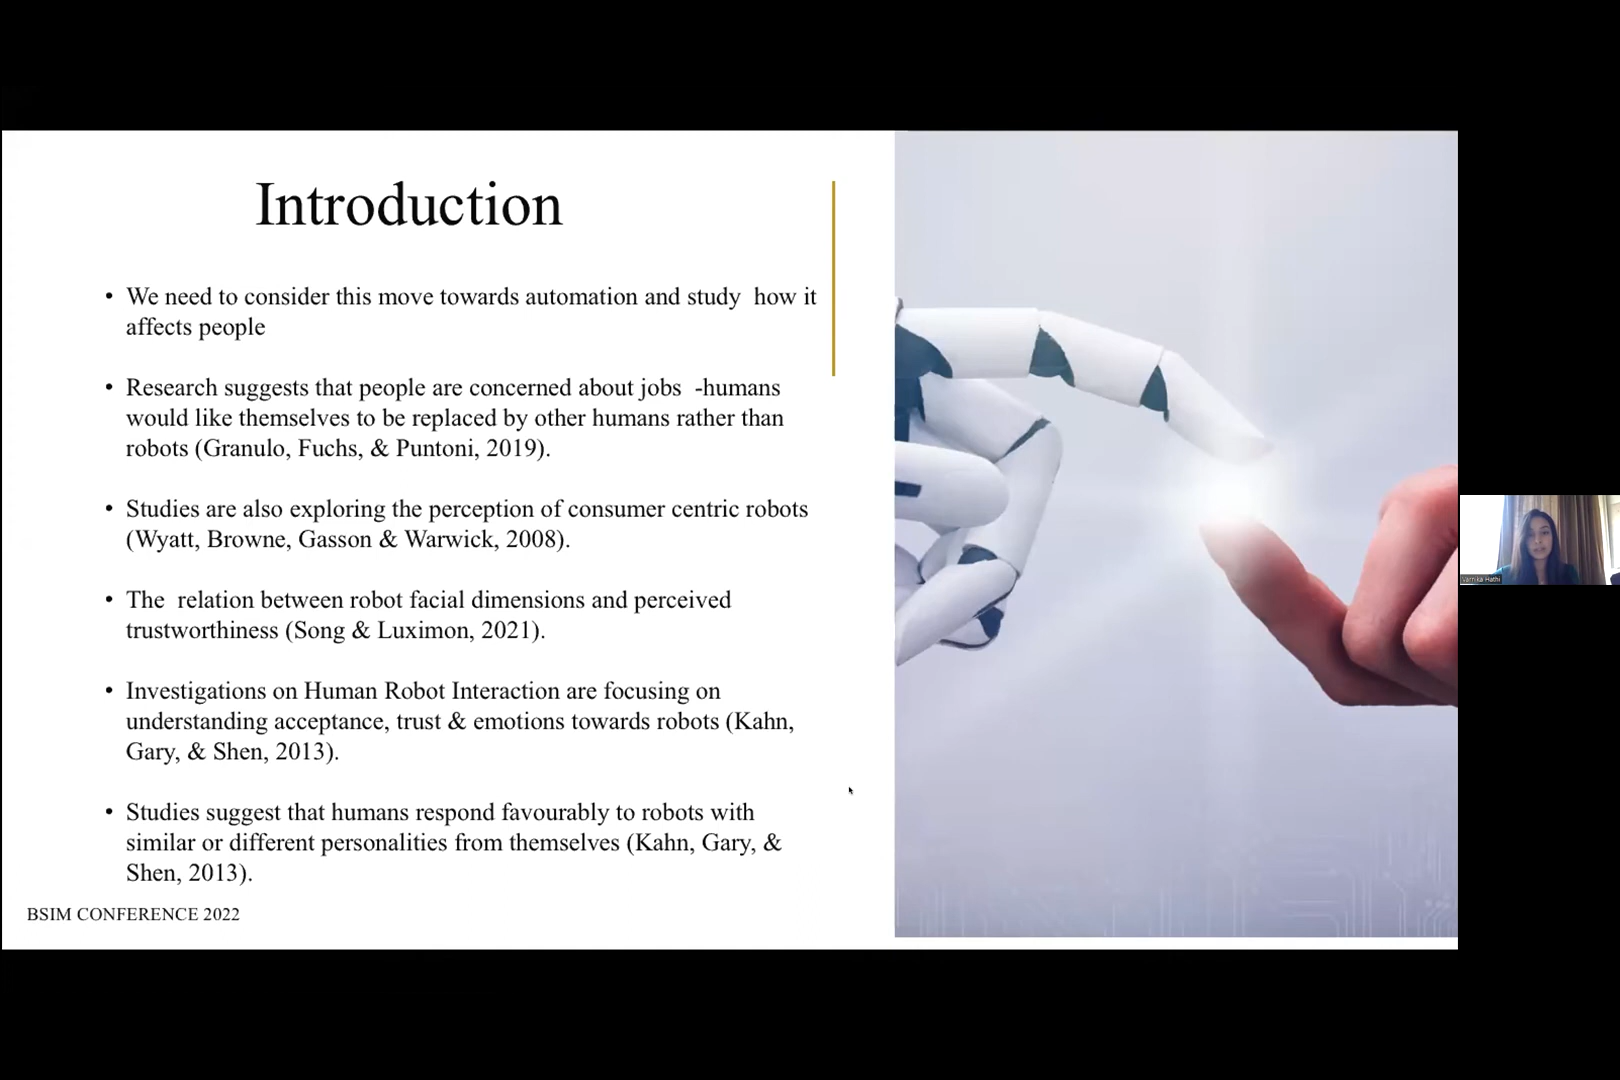 Introduction
• We need to consider this move towards automation and study  how it
affects people
• Research suggests that people are concerned about jobs  -humans
would like themselves to be replaced by other humans rather than
robots (Granulo, Fuchs, & Puntoni, 2019).
• Studies are also exploring the perception of consumer centric robots
(Wyatt, Browne, Gasson & Warwick, 2008).
• The  relation between robot facial dimensions and perceived
trustworthiness (Song & Luximon, 2021).
• Investigations on Human Robot Interaction are focusing on
understanding acceptance, trust & emotions towards robots (Kahn,
Gary, & Shen, 2013).
• Studies suggest that humans respond favourably to robots with
similar or different personalities from themselves (Kahn, Gary, &
Shen, 2013).
BSIM CONFERENCE 2022
Hathi